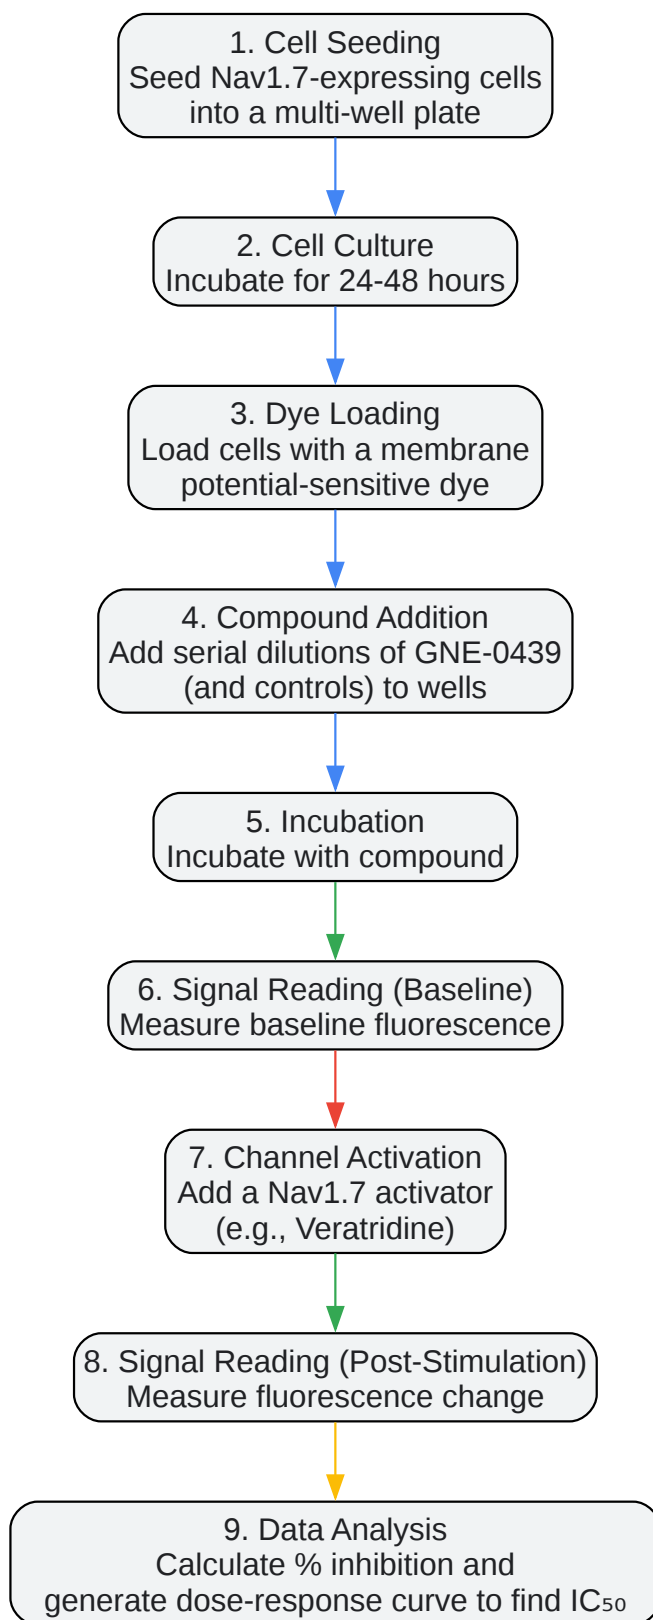 1. Cell Seeding
Seed Nav1.7-expressing cells
into a multi-well plate
2. Cell Culture
Incubate for 24-48 hours
3. Dye Loading
Load cells with a membrane
potential-sensitive dye
4. Compound Addition
Add serial dilutions of GNE-0439
(and controls) to wells
5. Incubation
Incubate with compound
6. Signal Reading (Baseline)
Measure baseline fluorescence
7. Channel Activation
Add a Nav1.7 activator
(e.g., Veratridine)
8. Signal Reading (Post-Stimulation)
Measure fluorescence change
9. Data Analysis
Calculate % inhibition and
generate dose-response curve to find IC₅₀